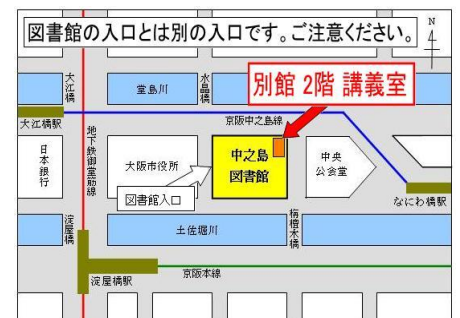 図書館の入口とは別の入口です。ご注意ください。
N
4
大江橋
堂島川
水晶橋
別館 2階 講義室
大江橋駅
京阪中之島線
日本銀行
地下鉄御堂筋線
大阪市役所
中之島
図書館
中央
公会堂
図書館入口
なにわ橋駅
淀屋橋
土佐堀川
栴檀木橋
淀屋橋駅
京阪本線